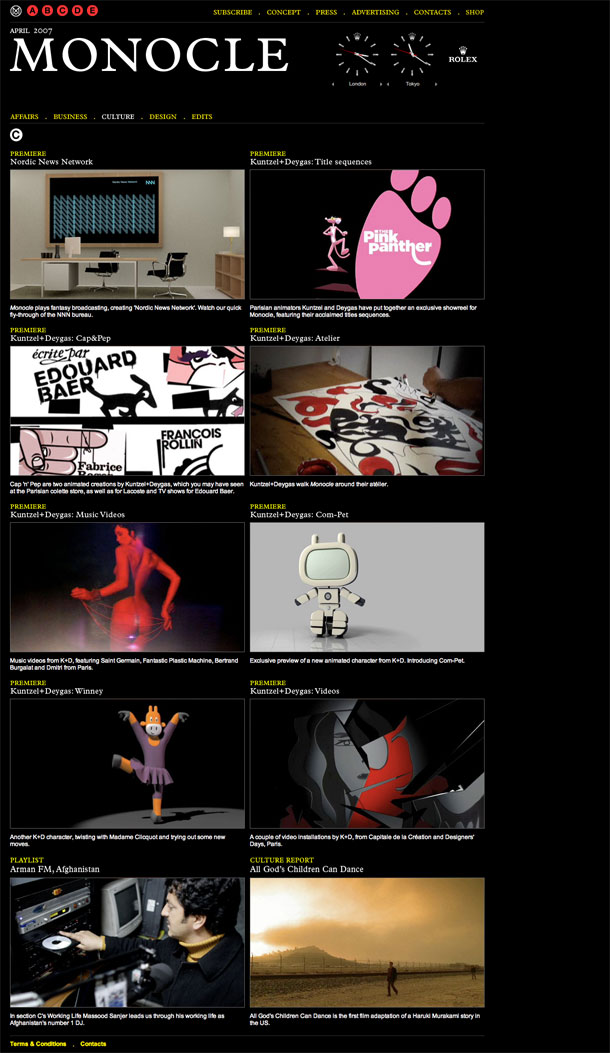 A B C D E
SUBSCRIBE . CONCEPT . PRESS . ADVERTISING . CONTACTS . SHOP
APRIL 2007
MONOCLE
London
Tokyo
ROLEX
AFFAIRS . BUSINESS . CULTURE . DESIGN . EDITS
C
PREMIERE
Nordic News Network
NNN
Monocle plays fantasy broadcasting, creating 'Nordic News Network'. Watch our quick
fly-through of the NNN bureau.
PREMIERE
Kuntzel+Deygas: Title sequences
THE
Pink
panther
Parisian animators Kuntzel and Deygas have put together an exclusive showreel for
Monocle, featuring their acclaimed titles sequences.
PREMIERE
Kuntzel+Deygas: Cap&Pep
écrite par
EDOUARD
BAER
FRANCOIS
ROLLIN
Fabrice
Cap 'n' Pep are two animated creations by Kuntzel+Deygas, which you may have seen
at the Parisian colette store, as well as for Lacoste and TV shows for Edouard Baer.
PREMIERE
Kuntzel+Deygas: Atelier
Kuntzel+Deygas walk Monocle around their atélier.
PREMIERE
Kuntzel+Deygas: Music Videos
Music videos from K+D, featuring Saint Germain, Fantastic Plastic Machine, Bertrand
Burgalat and Dmitri from Paris.
PREMIERE
Kuntzel+Deygas: Com-Pet
Exclusive preview of a new animated character from K+D. Introducing Com-Pet.
PREMIERE
Kuntzel+Deygas: Winney
Another K+D character, twisting with Madame Clicquot and trying out some new
moves.
PREMIERE
Kuntzel+Deygas: Videos
A couple of video installations by K+D, from Capitale de la Création and Designers'
Days, Paris.
PLAYLIST
Arman FM, Afghanistan
In section C's Working Life Massood Sanjer leads us through his working life as
Afghanistan's number 1 DJ.
CULTURE REPORT
All God's Children Can Dance
All God's Children Can Dance is the first film adaptation of a Haruki Murakami story in
the US.
Terms & Conditions . Contacts